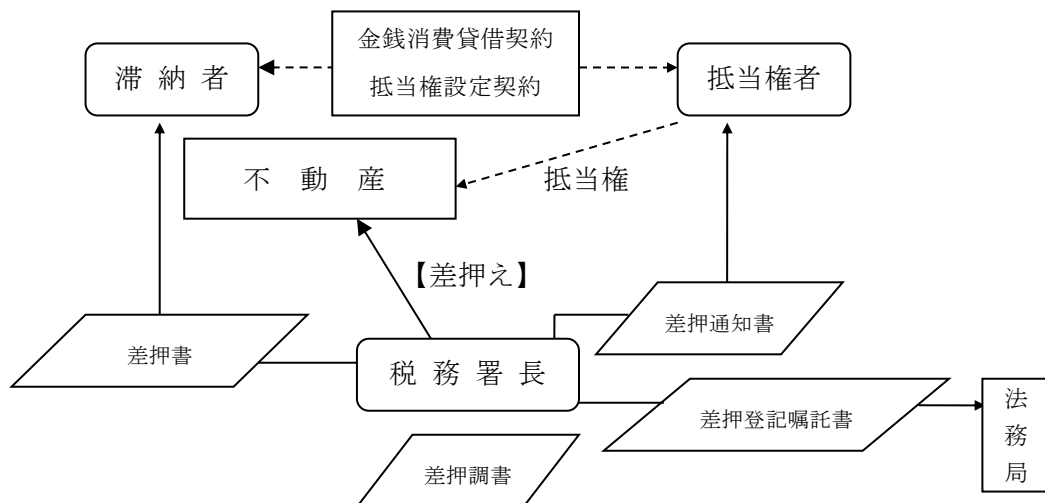 金銭消費貸借契約
抵当権設定契約
滞納者
抵当権者
不動産
抵当権
【差押え】
差押書
差押通知書
税務署長
差押登記嘱託書
法務局
差押調書